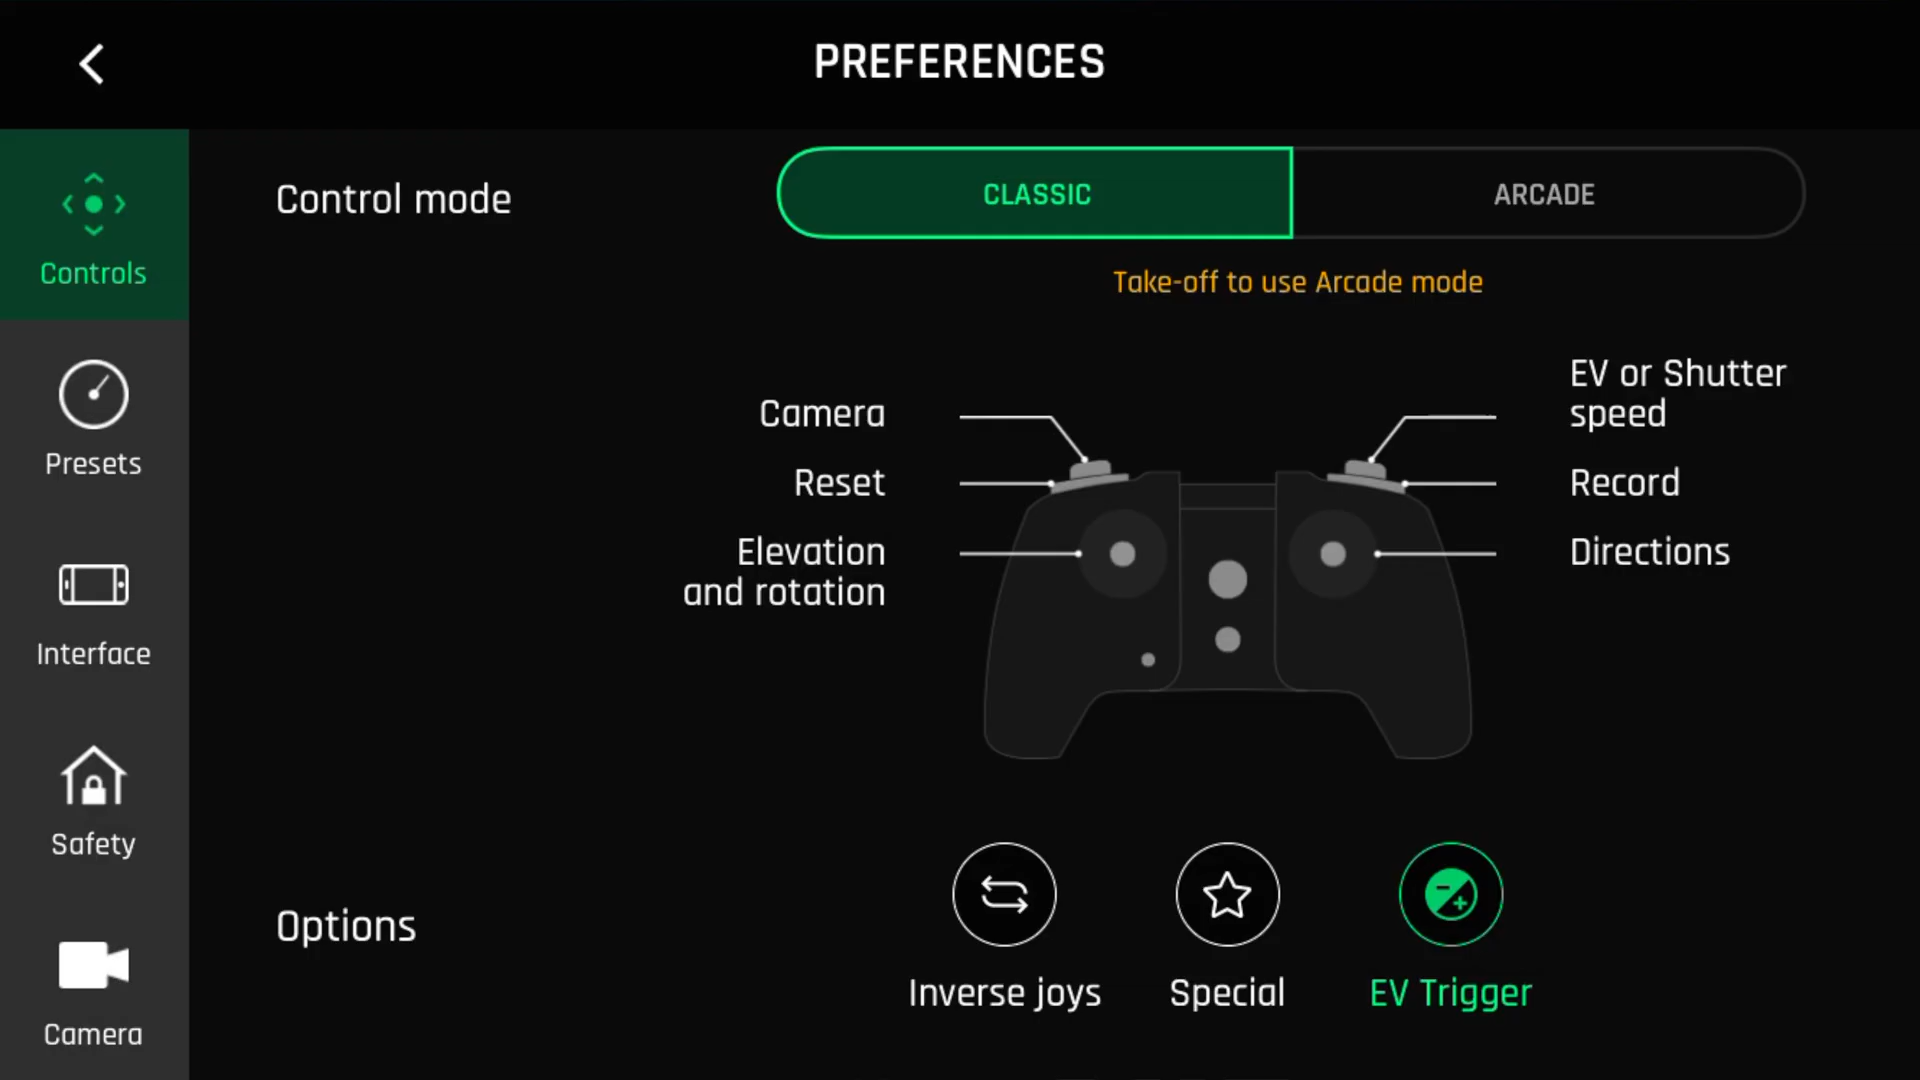 PREFERENCES
Controls
Presets
Interface
Safety
Camera
Control mode
CLASSIC
ARCADE
Take-off to use Arcade mode
Camera
Reset
Elevation
and rotation
EV or Shutter
speed
Record
Directions
Options
Inverse joys
Special
EV Trigger